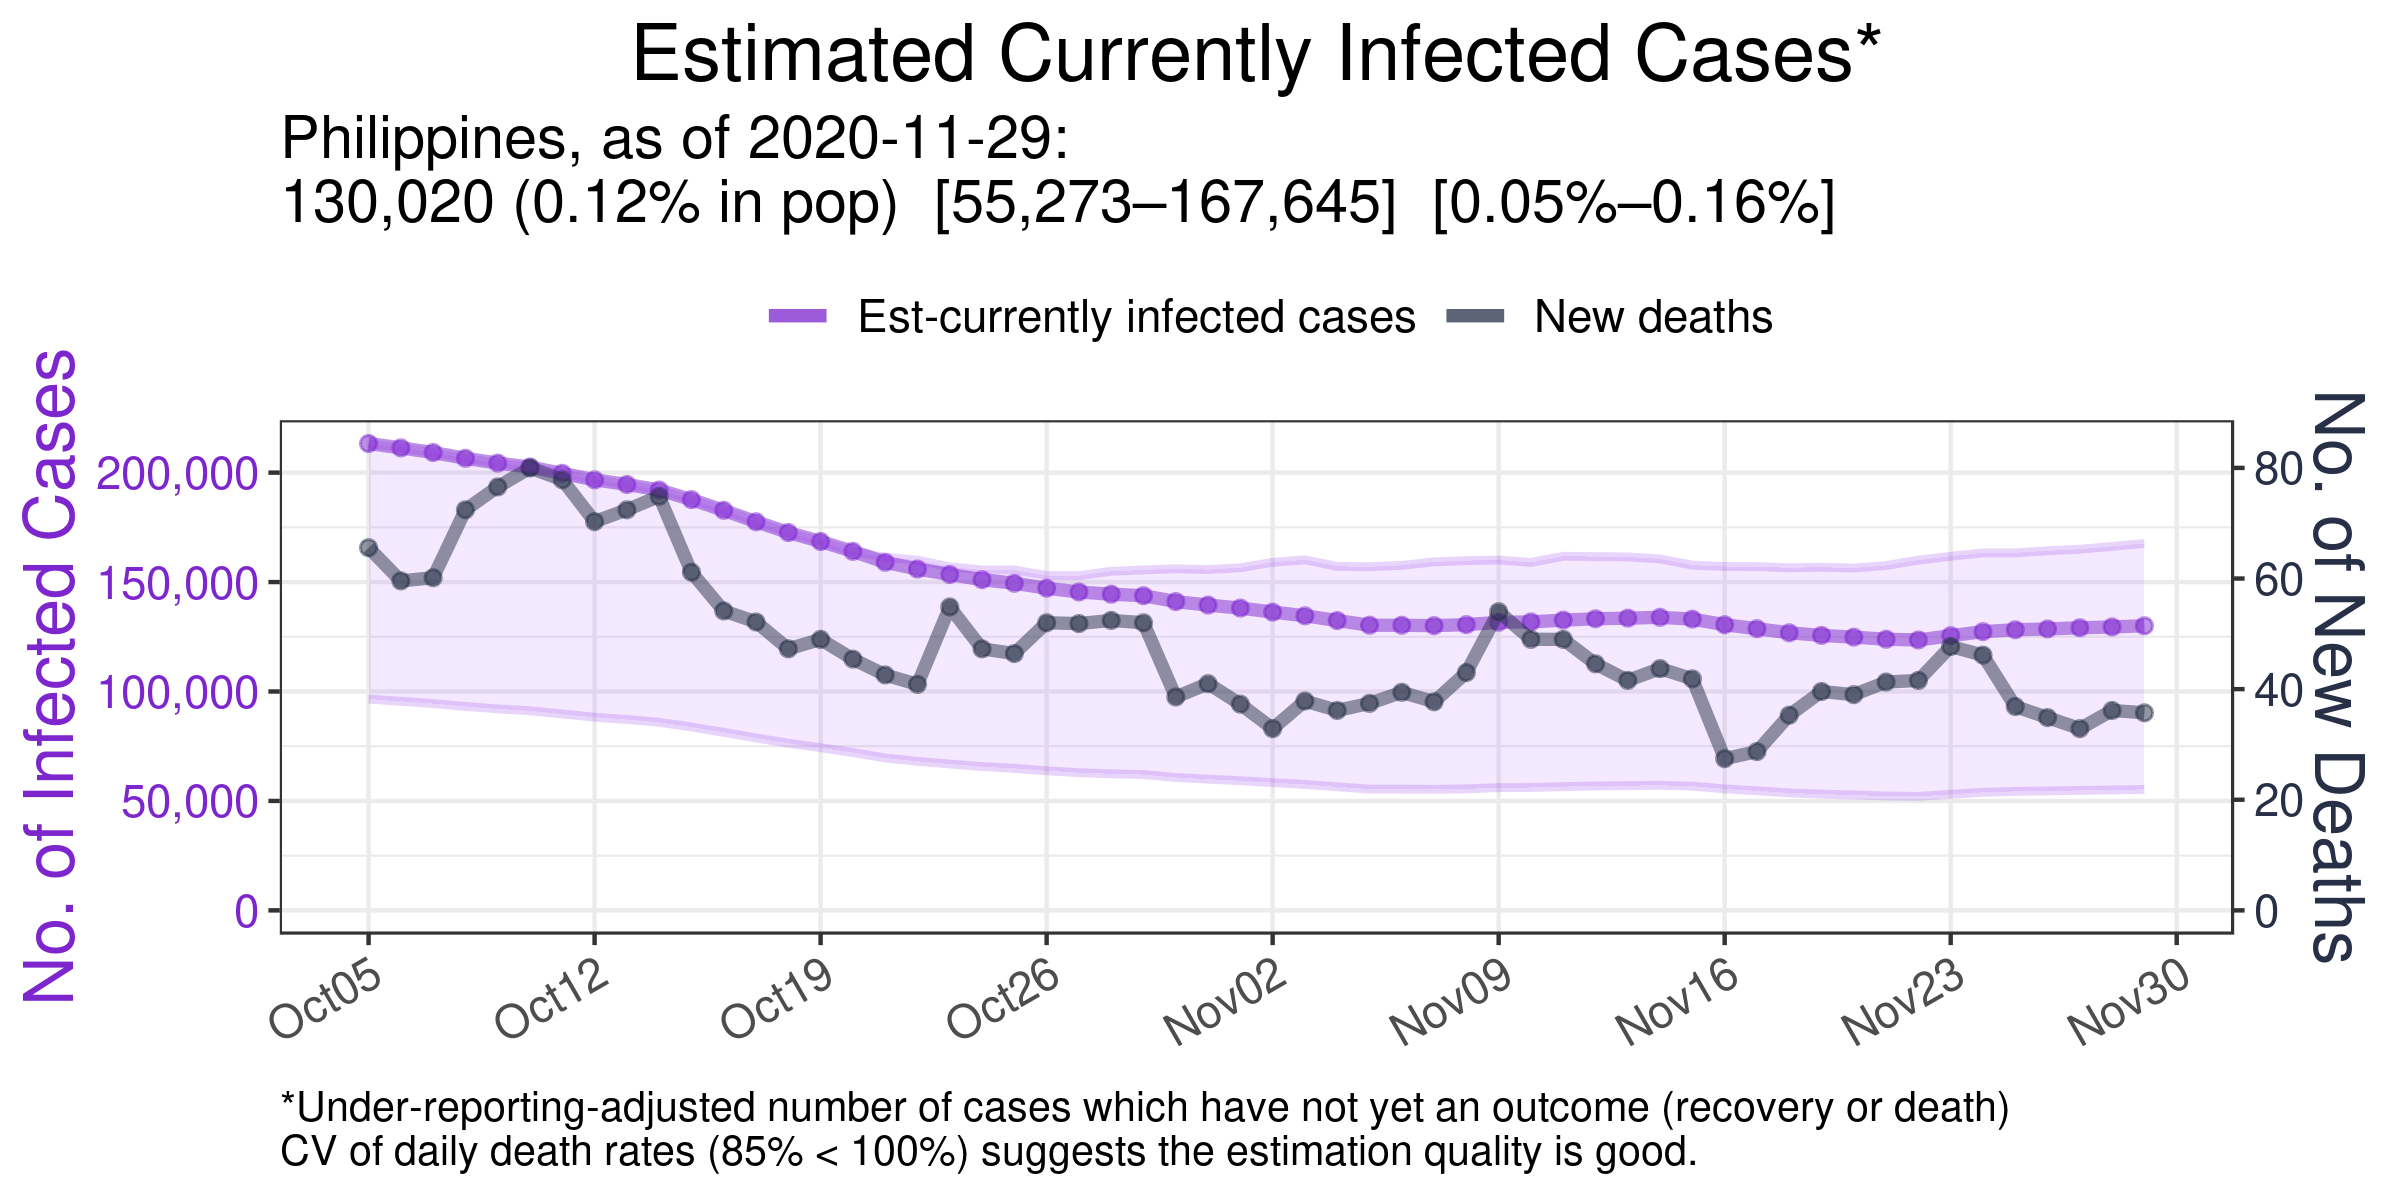 Estimated Currently Infected Cases*
Philippines, as of 2020-11-29:
130,020 (0.12% in pop)  [55,273–167,645]  [0.05%–0.16%]
Est-currently infected cases
New deaths
No. of Infected Cases
200,000
150,000
100,000
50,000
0
80
60
40
20
0
No. of New Deaths
Oct05
Oct12
Oct19
Oct26
Nov02
Nov09
Nov16
Nov23
Nov30
*Under-reporting-adjusted number of cases which have not yet an outcome (recovery or death)
CV of daily death rates (85% < 100%) suggests the estimation quality is good.